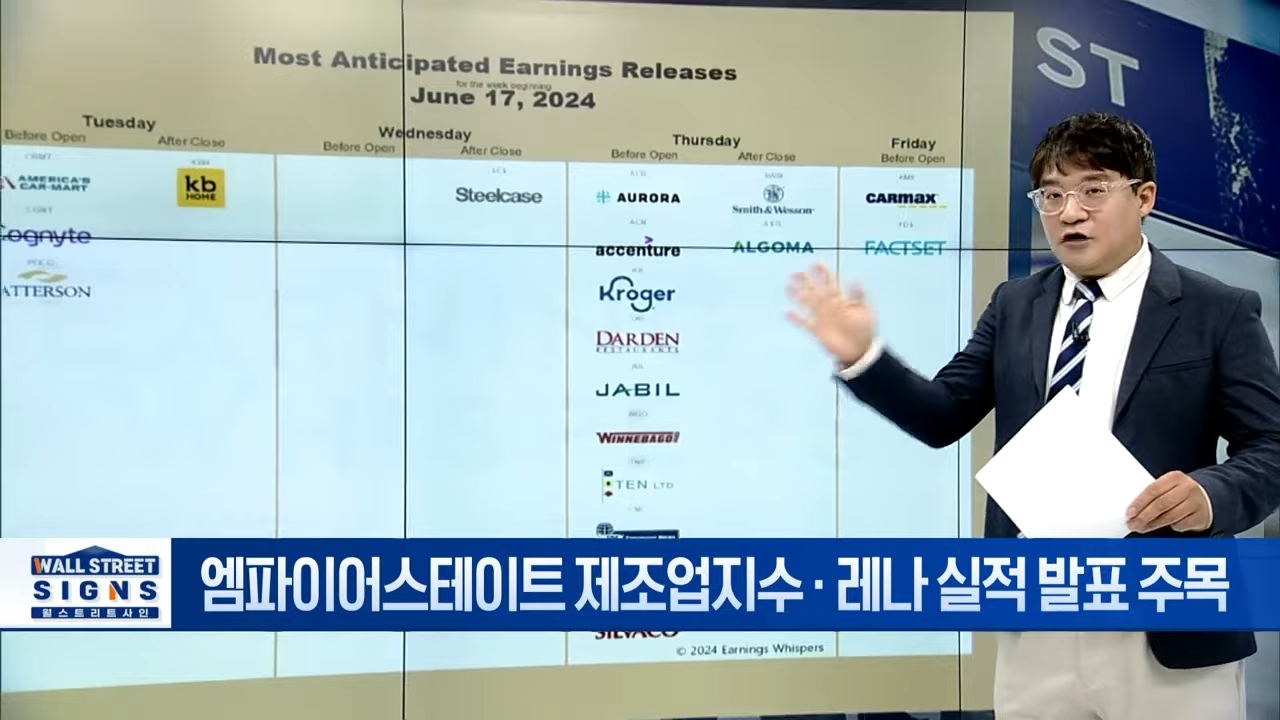 Most Anticipated Earnings Releases
for the week beginning
June 17, 2024
ST
Tuesday
Wednesday
Thursday
Friday
Before Open
After Close
Before Open
After Close
Before Open
After Close
Before Open
AMERICA'S
CAR-MART
kb
HOME
Steelcase
AURORA
Smith & Wesson
CARMAX
ognyte
accenture
ALGOMA
FACTSET
Kroger
ATTERSON
DARDEN
RESTAURANTS
JABIL
WINNEBAGO
TEN LTD
WALL STREET
SIGNS
월스트리트사인
엠파이어스테이트 제조업지수·레나 실적 발표 주목
SILVACO
© 2024 Earnings Whispers